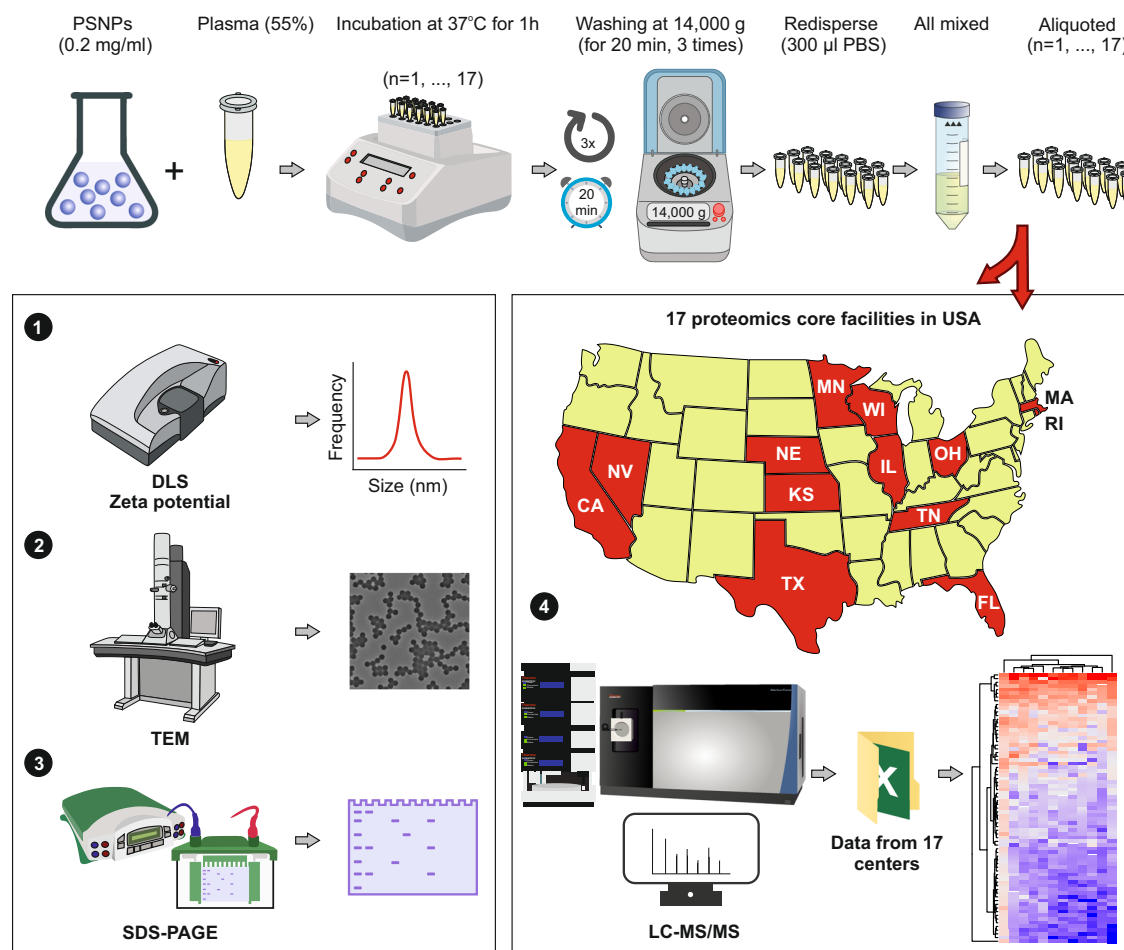 PSNPs
(0.2 mg/ml)
Plasma (55%)
Incubation at 37°C for 1h
(n=1, ..., 17)
Washing at 14,000 g
(for 20 min, 3 times)
Redisperse
(300 µl PBS)
All mixed
Aliquoted
(n=1, ..., 17)
+
3x
20
min
14,000 g
1
DLS
Zeta potential
Frequency
Size (nm)
2
TEM
3
SDS-PAGE
17 proteomics core facilities in USA
MN
WI
MA
RI
NE
IL
OH
NV
KS
CA
TN
TX
FL
4
X
Data from 17
centers
LC-MS/MS